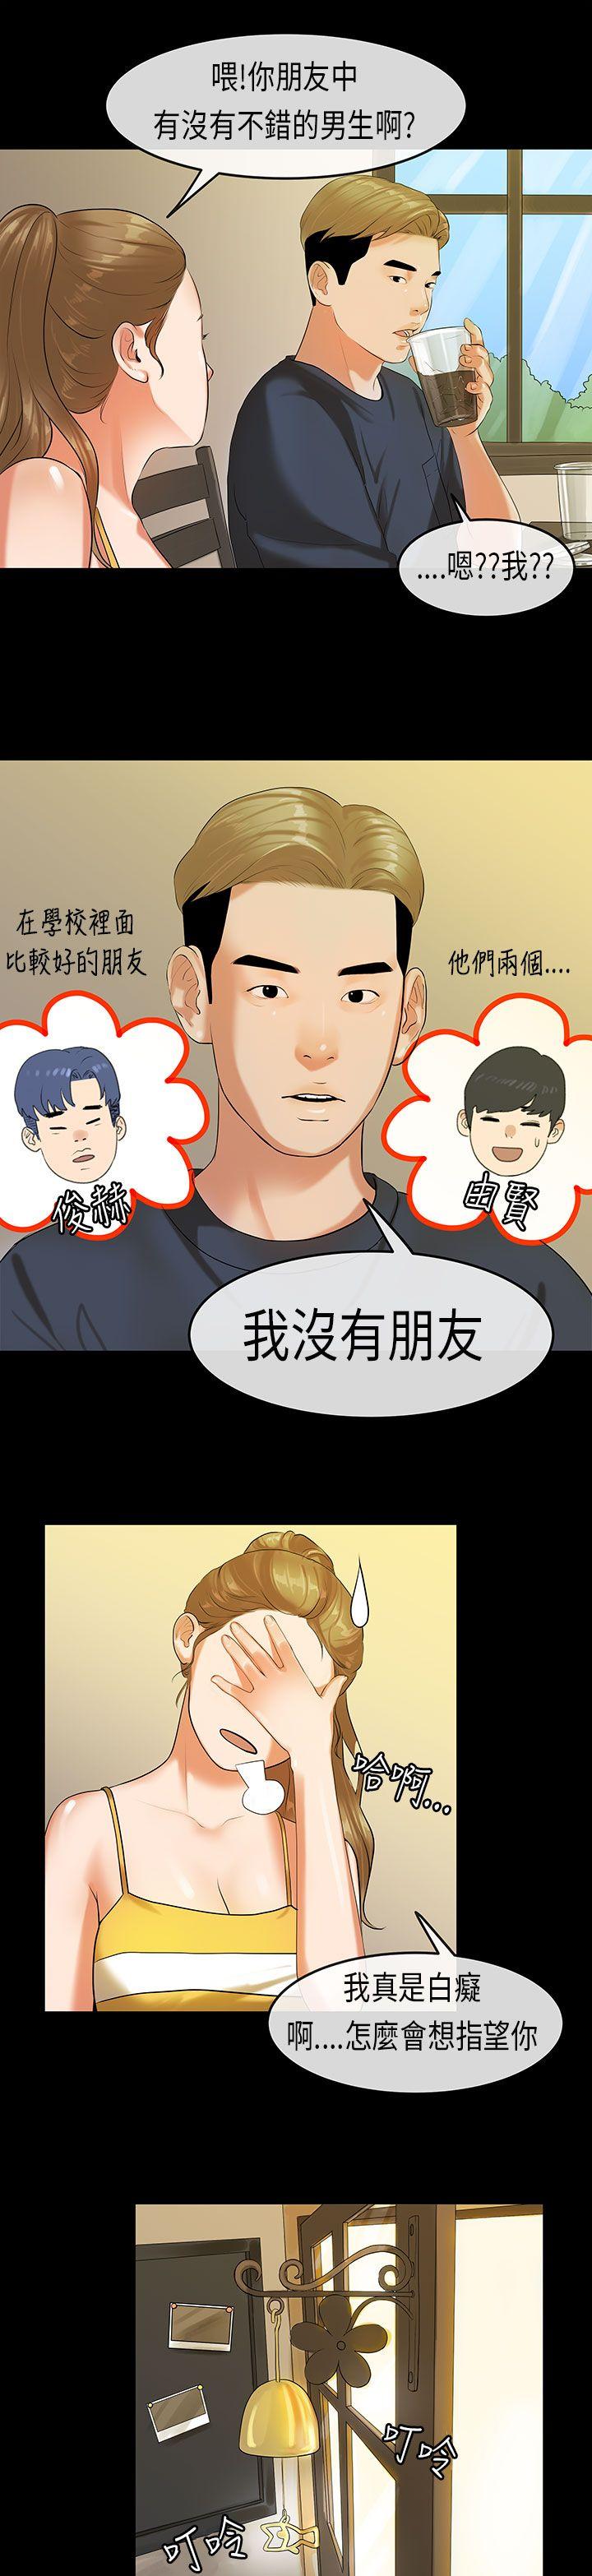 喂!你朋友中
有沒有不錯的男生啊?
....嗯??我??
在學校裡面
比較好的朋友
他們兩個....
俊赫
由賢
我沒有朋友
哈啊...
我真是白癡
啊....怎麼會想指望你
叮呤
叮呤